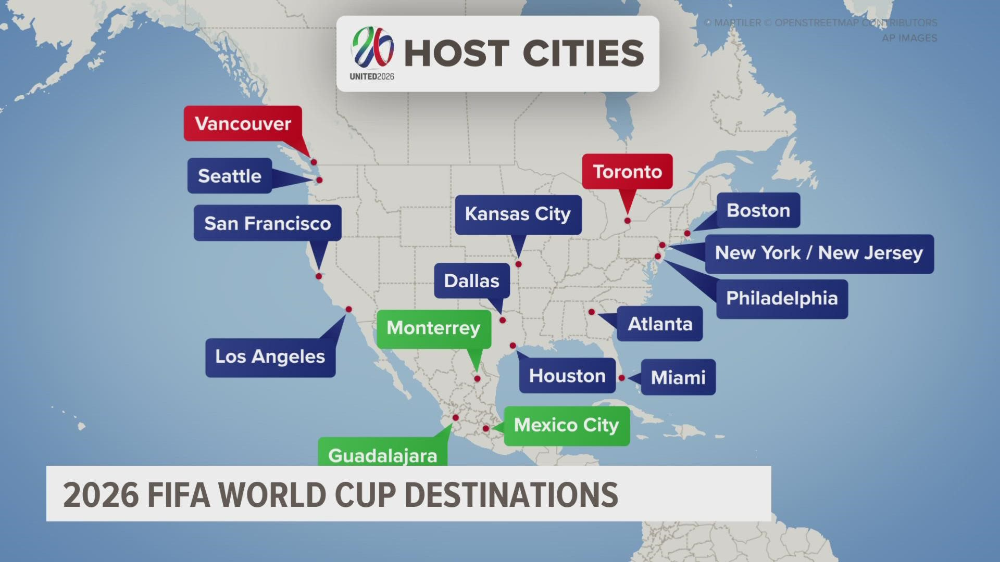 © MAPTILER © OPENSTREETMAP CONTRIBUTORS
AP IMAGES
UNITED2026
HOST CITIES
Vancouver
Seattle
San Francisco
Los Angeles
Toronto
Kansas City
Boston
New York / New Jersey
Dallas
Philadelphia
Monterrey
Atlanta
Houston
Miami
Mexico City
Guadalajara
2026 FIFA WORLD CUP DESTINATIONS